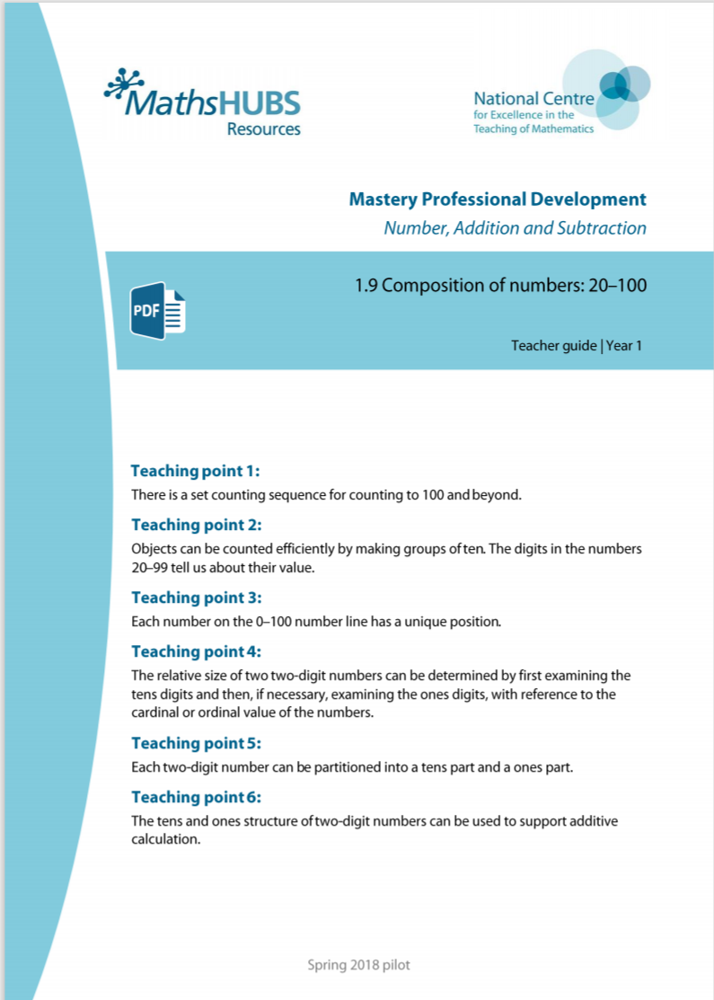 MathsHUBS
Resources
National Centre
for Excellence in the
Teaching of Mathematics
Mastery Professional Development
Number, Addition and Subtraction
1.9 Composition of numbers: 20–100
PDF
Teacher guide | Year 1
Teaching point 1:
There is a set counting sequence for counting to 100 and beyond.
Teaching point 2:
Objects can be counted efficiently by making groups of ten. The digits in the numbers
20–99 tell us about their value.
Teaching point 3:
Each number on the 0–100 number line has a unique position.
Teaching point 4:
The relative size of two two-digit numbers can be determined by first examining the
tens digits and then, if necessary, examining the ones digits, with reference to the
cardinal or ordinal value of the numbers.
Teaching point 5:
Each two-digit number can be partitioned into a tens part and a ones part.
Teaching point 6:
The tens and ones structure of two-digit numbers can be used to support additive
calculation.
Spring 2018 pilot